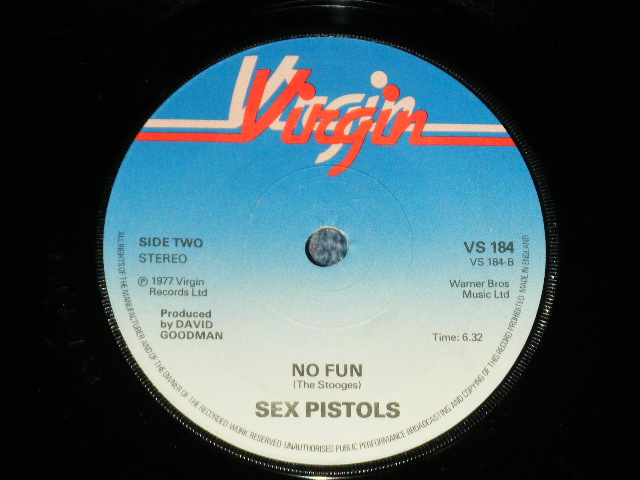 Virgin
SIDE TWO
STEREO
℗ 1977 Virgin
Records Ltd
Produced
by DAVID
GOODMAN
VS 184
VS 184-B
Warner Bros
Music Ltd
Time: 6.32
NO FUN
(The Stooges)
SEX PISTOLS
ALL RIGHTS OF THE MANUFACTURER AND OF THE OWNER OF THE RECORDED WORK RESERVED · UNAUTHORISED PUBLIC PERFORMANCE BROADCASTING AND COPYING OF THIS RECORD PROHIBITED · MADE IN ENGLAND